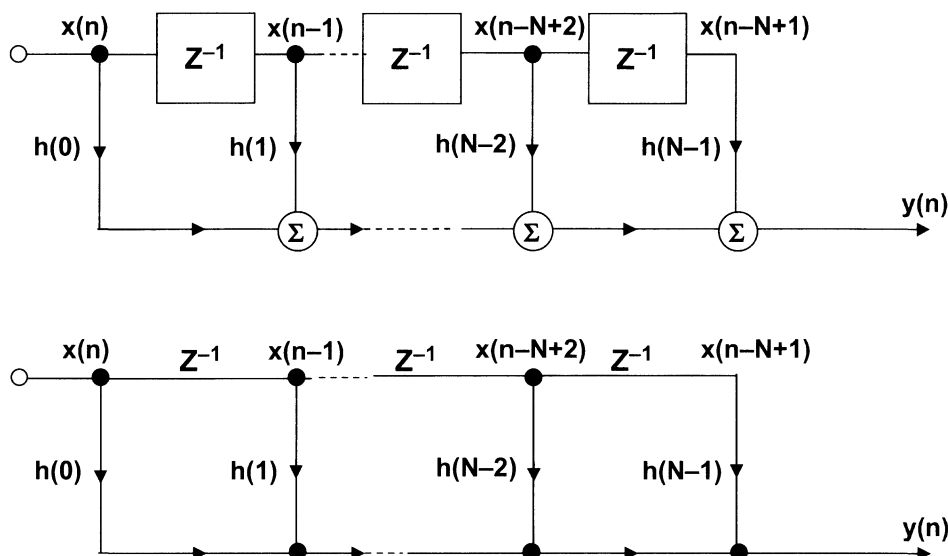 x(n) x(n–1) x(n–N+2) x(n–N+1)
Z⁻¹ Z⁻¹ Z⁻¹
h(0) h(1) h(N–2) h(N–1)
y(n)
Σ Σ Σ
x(n) x(n–1) x(n–N+2) x(n–N+1)
Z⁻¹ Z⁻¹ Z⁻¹
h(0) h(1) h(N–2) h(N–1)
y(n)